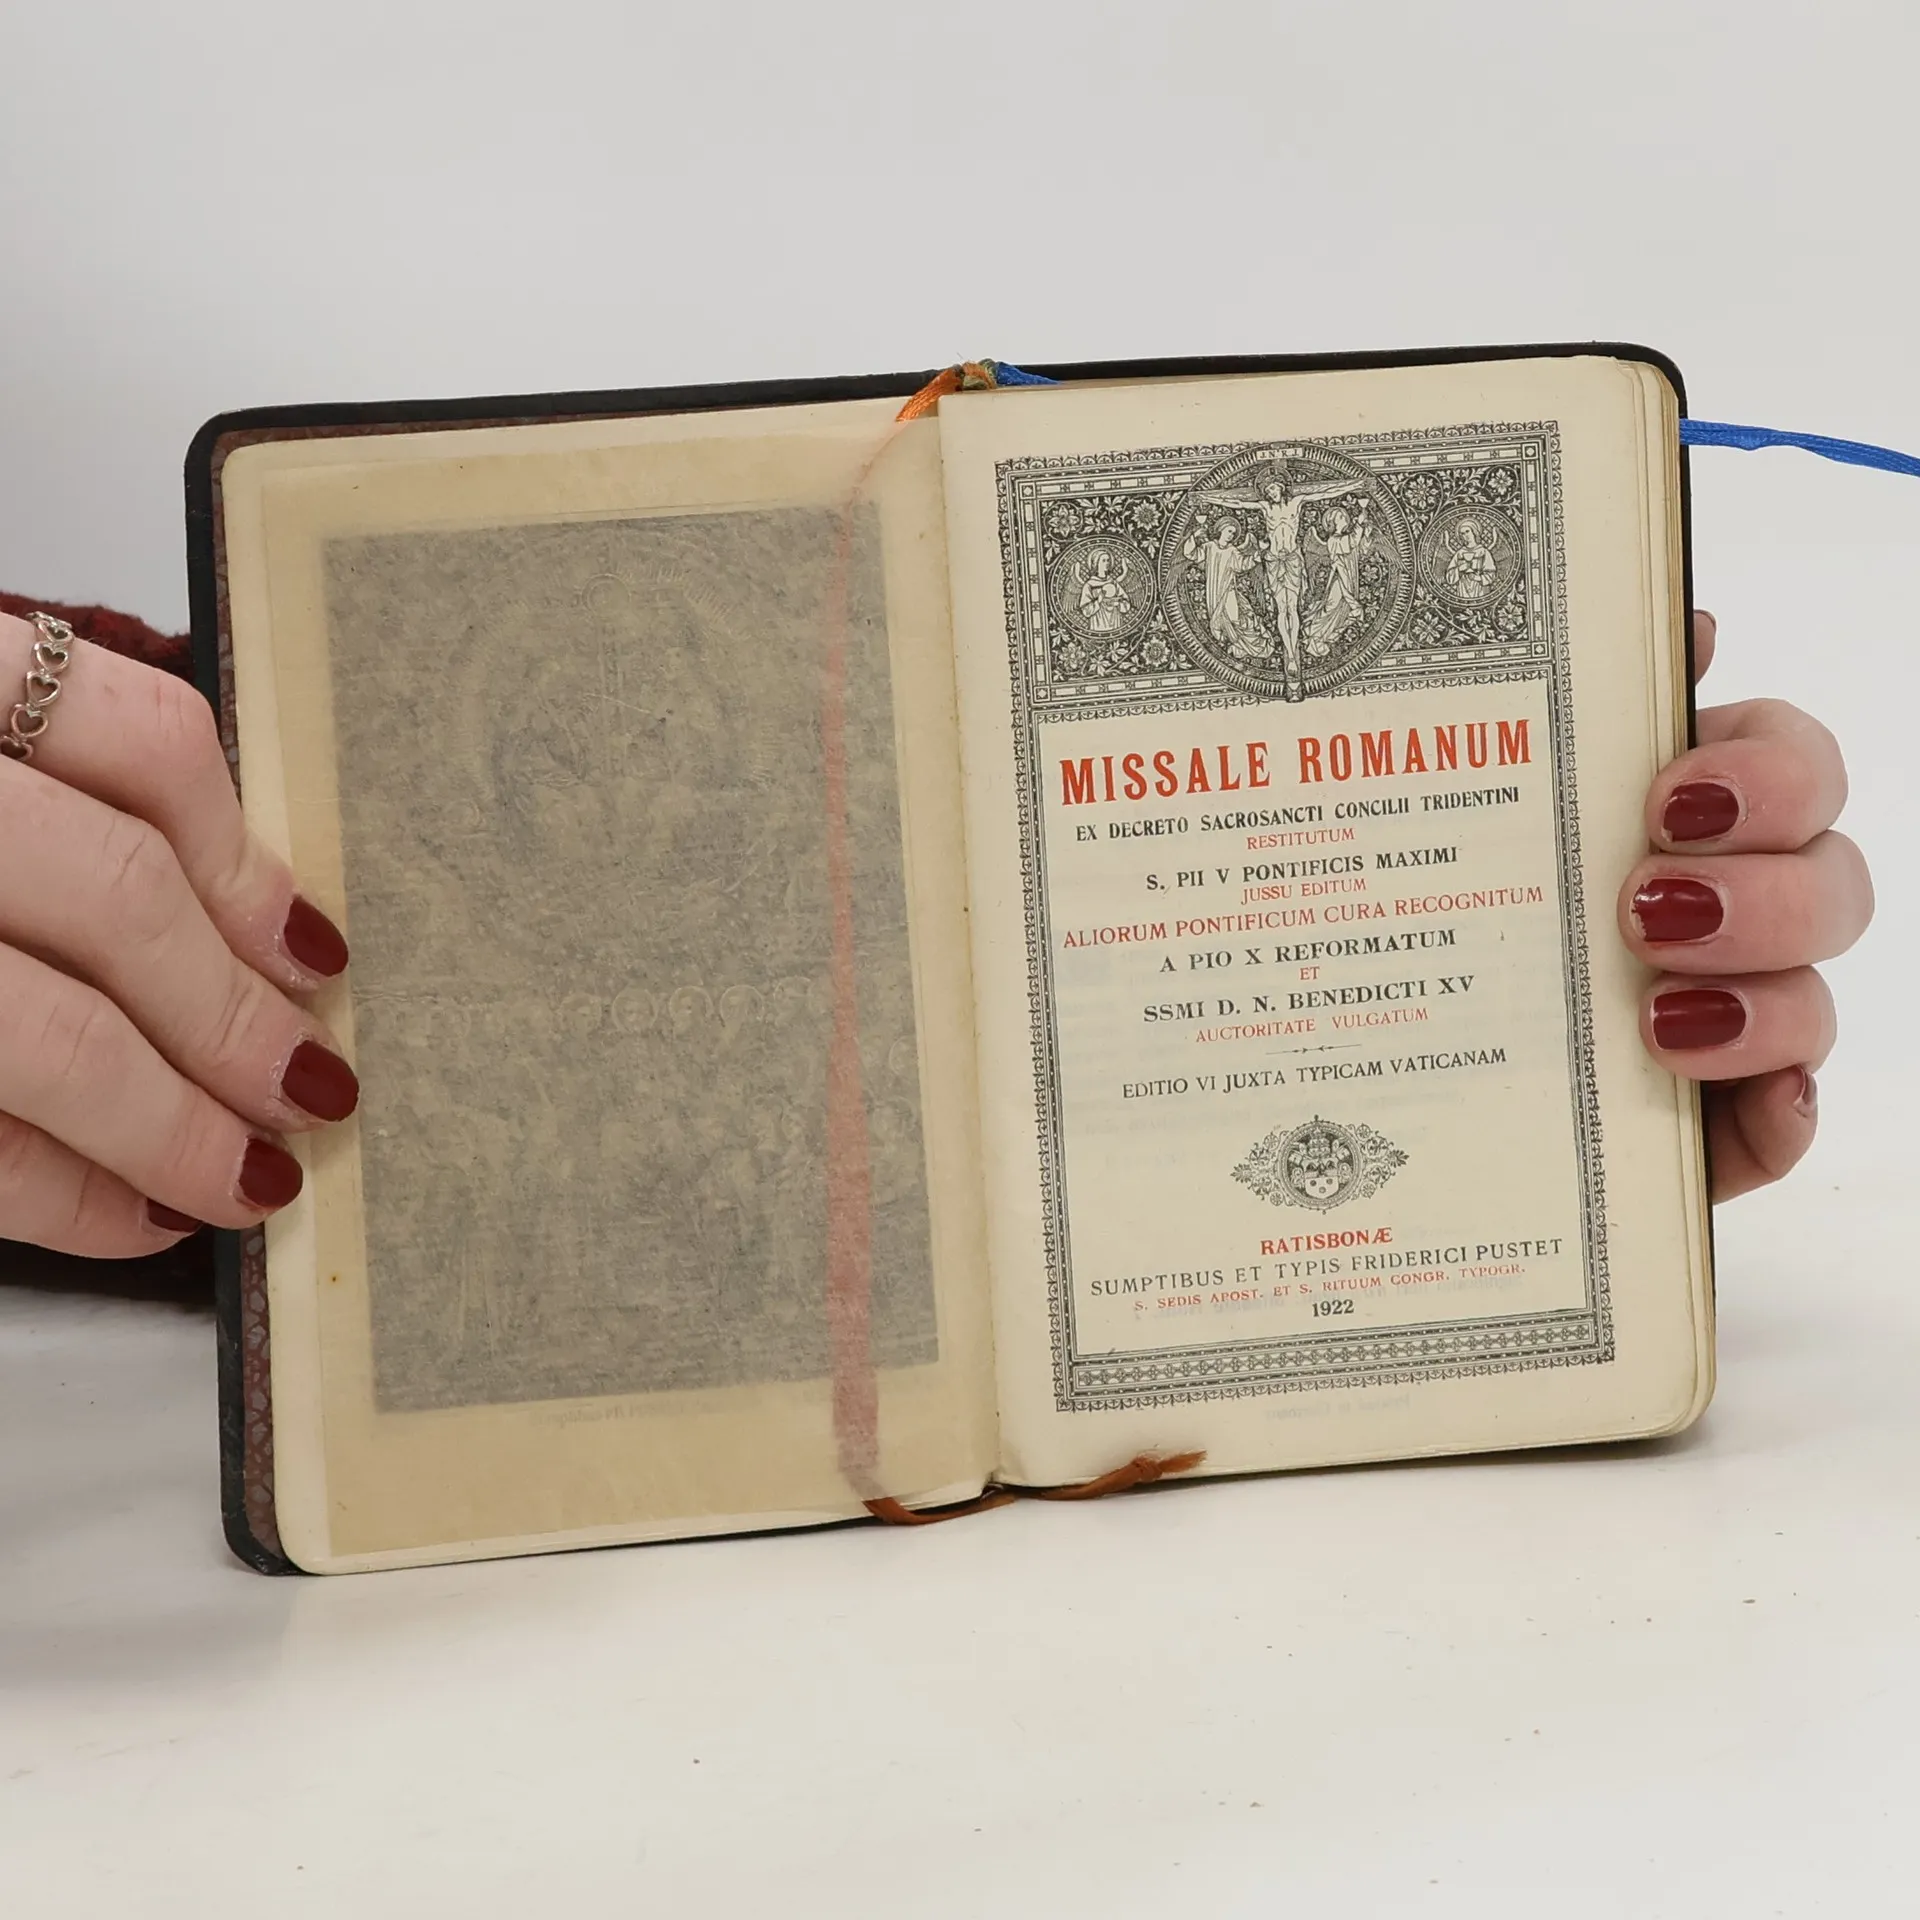 J.N.R.J.
MISSALE ROMANUM
EX DECRETO SACROSANCTI CONCILII TRIDENTINI
RESTITUTUM
S. PII V PONTIFICIS MAXIMI
JUSSU EDITUM
ALIORUM PONTIFICUM CURA RECOGNITUM
A PIO X REFORMATUM
ET
SSMI D. N. BENEDICTI XV
AUCTORITATE VULGATUM
EDITIO VI JUXTA TYPICAM VATICANAM
RATISBONÆ
SUMPTIBUS ET TYPIS FRIDERICI PUSTET
S. SEDIS APOST. ET S. RITUUM CONGR. TYPOGR.
1922